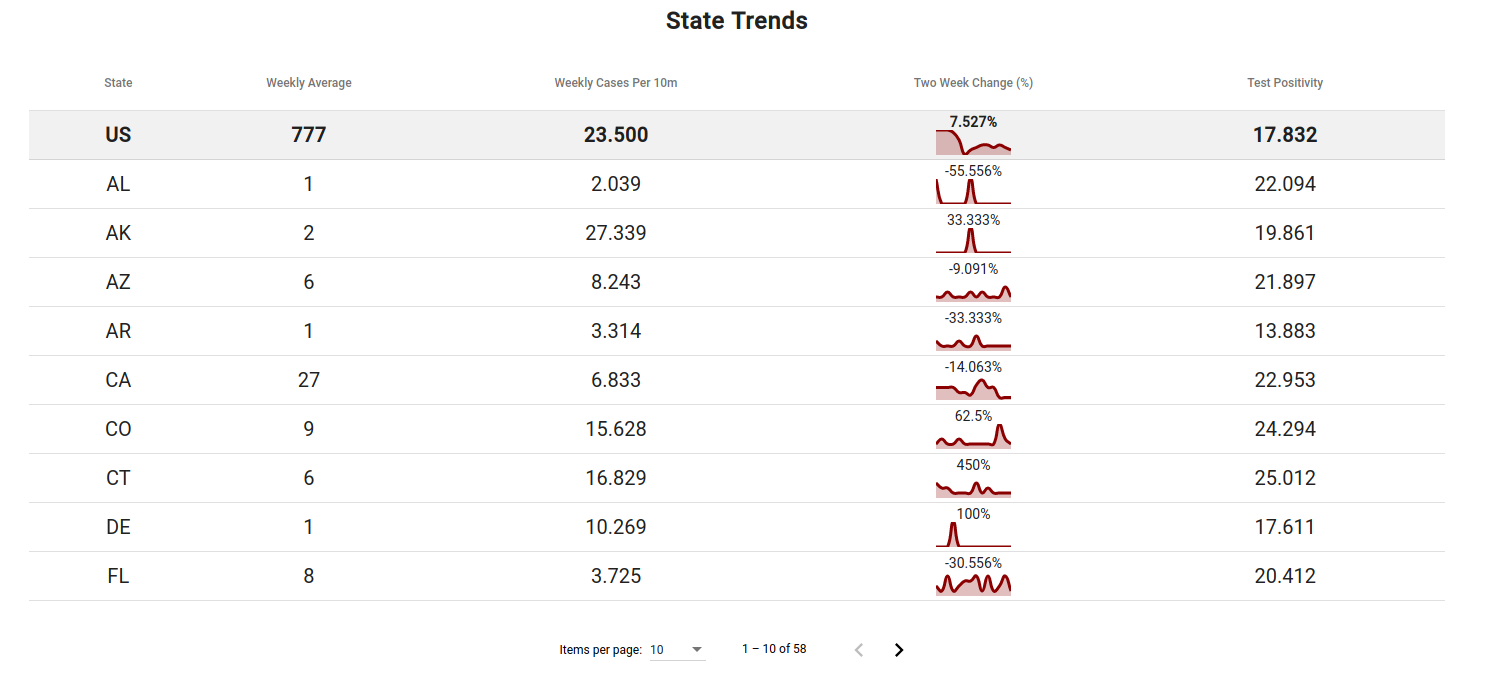 State Trends
State Weekly Average Weekly Cases Per 10m Two Week Change (%) Test Positivity
US 777 23.500 7.527% 17.832
AL 1 2.039 -55.556% 22.094
AK 2 27.339 33.333% 19.861
AZ 6 8.243 -9.091% 21.897
AR 1 3.314 -33.333% 13.883
CA 27 6.833 -14.063% 22.953
CO 9 15.628 62.5% 24.294
CT 6 16.829 450% 25.012
DE 1 10.269 100% 17.611
FL 8 3.725 -30.556% 20.412
Items per page: 10 1 – 10 of 58